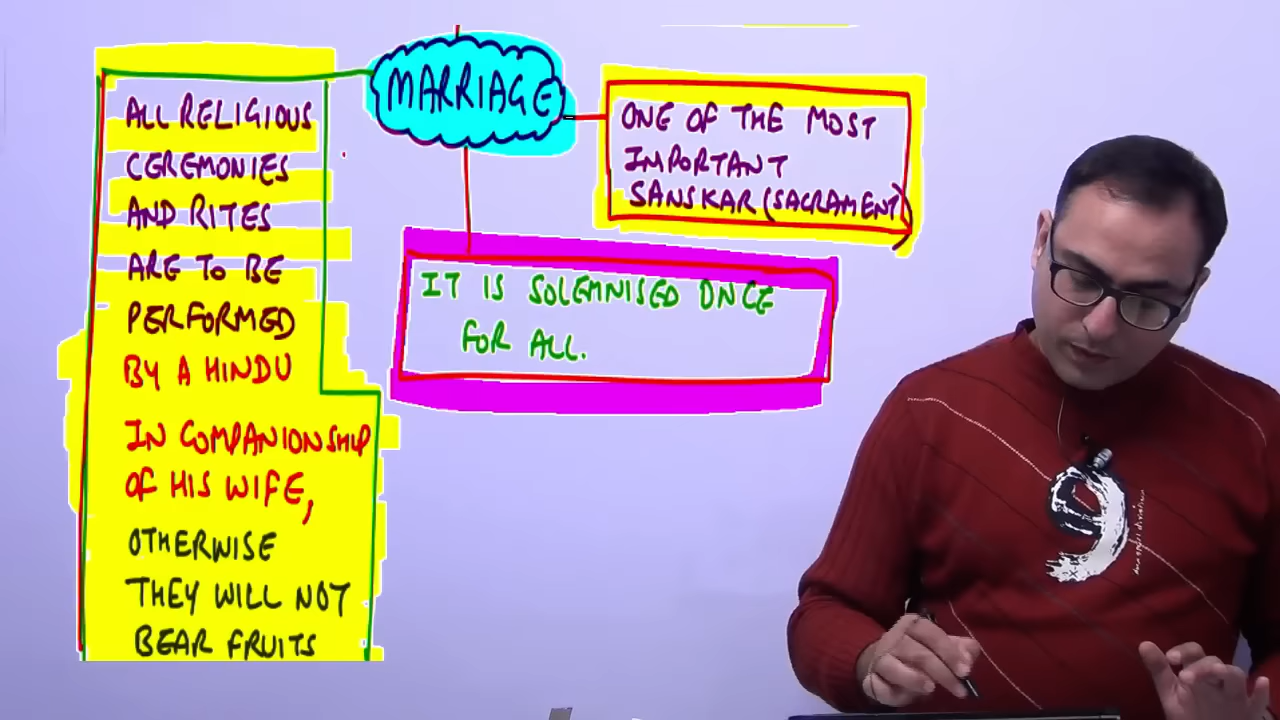 MARRIAGE
ALL RELIGIOUS
CEREMONIES
AND RITES
ARE TO BE
PERFORMED
BY A HINDU
IN COMPANIONSHIP
OF HIS WIFE,
OTHERWISE
THEY WILL NOT
BEAR FRUITS
ONE OF THE MOST
IMPORTANT
SANSKAR (SACRAMENT)
IT IS SOLEMNISED ONCE
FOR ALL.
9